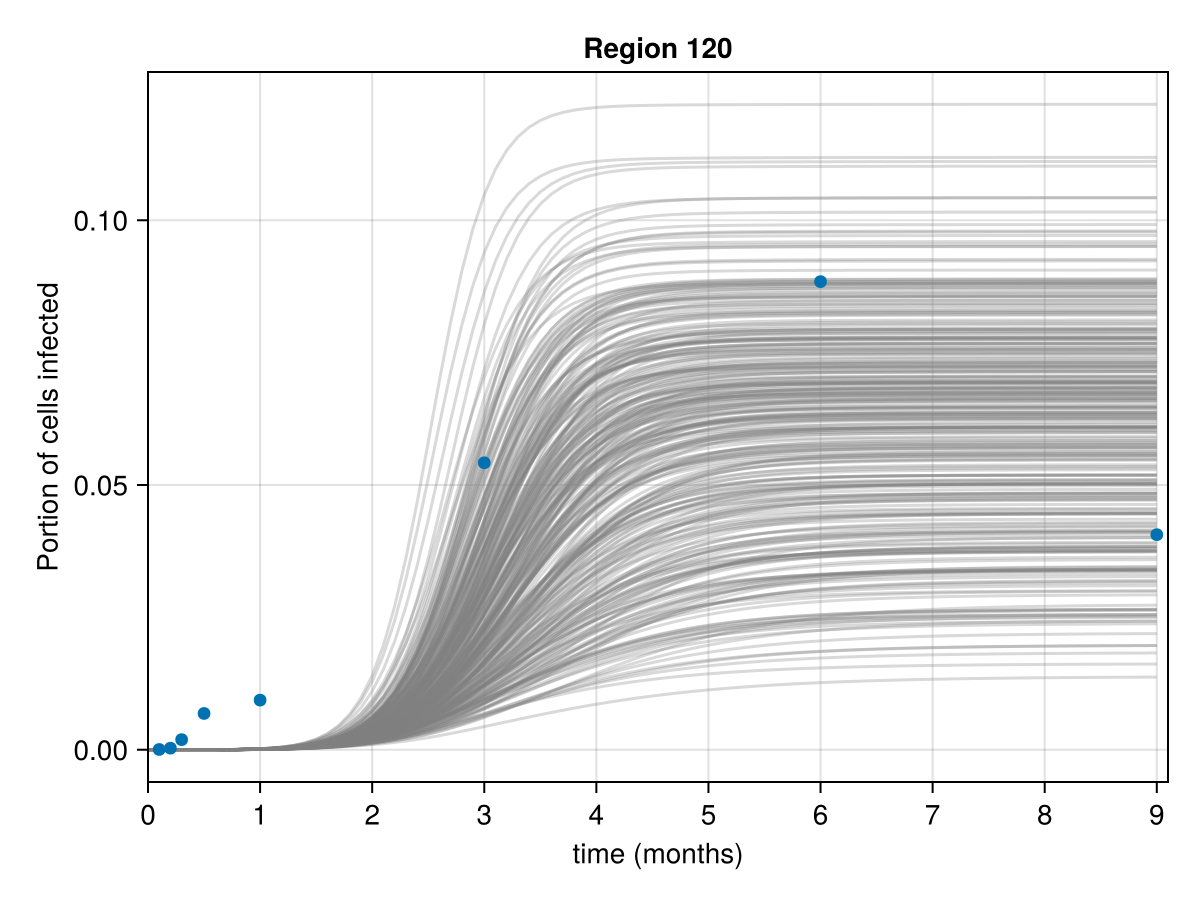 Region 120
Portion of cells infected
0.10
0.05
0.00
0 1 2 3 4 5 6 7 8 9
time (months)